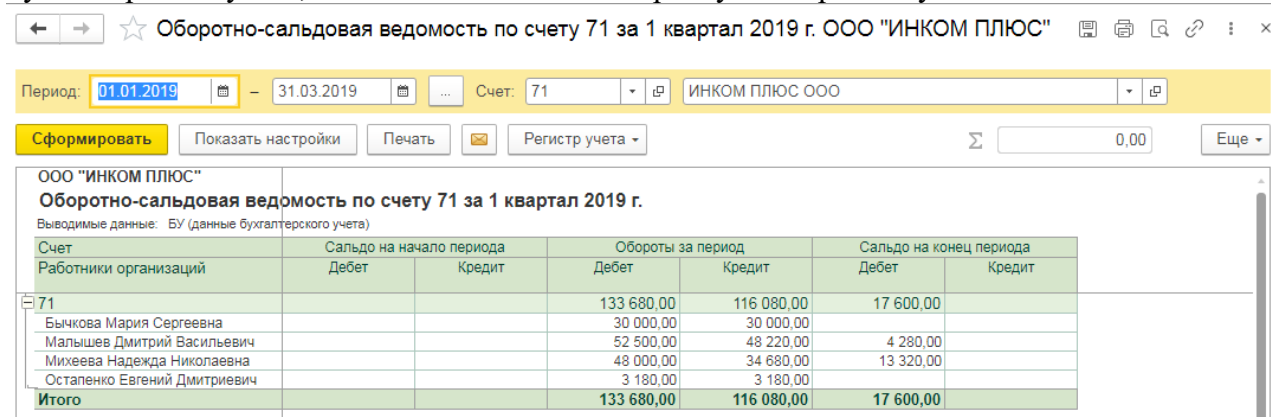 Оборотно-сальдовая ведомость по счету 71 за 1 квартал 2019 г. ООО "ИНКОМ ПЛЮС"
Период: 01.01.2019 – 31.03.2019 ... Счет: 71 ИНКОМ ПЛЮС ООО
Сформировать Показать настройки Печать Регистр учета Σ 0,00 Еще
ООО "ИНКОМ ПЛЮС"
Оборотно-сальдовая ведомость по счету 71 за 1 квартал 2019 г.
Выводимые данные: БУ (данные бухгалтерского учета)
Счет Сальдо на начало периода Обороты за период Сальдо на конец периода
Работники организаций Дебет Кредит Дебет Кредит Дебет Кредит
71 133 680,00 116 080,00 17 600,00
Бычкова Мария Сергеевна 30 000,00 30 000,00
Малышев Дмитрий Васильевич 52 500,00 48 220,00 4 280,00
Михеева Надежда Николаевна 48 000,00 34 680,00 13 320,00
Остапенко Евгений Дмитриевич 3 180,00 3 180,00
Итого 133 680,00 116 080,00 17 600,00